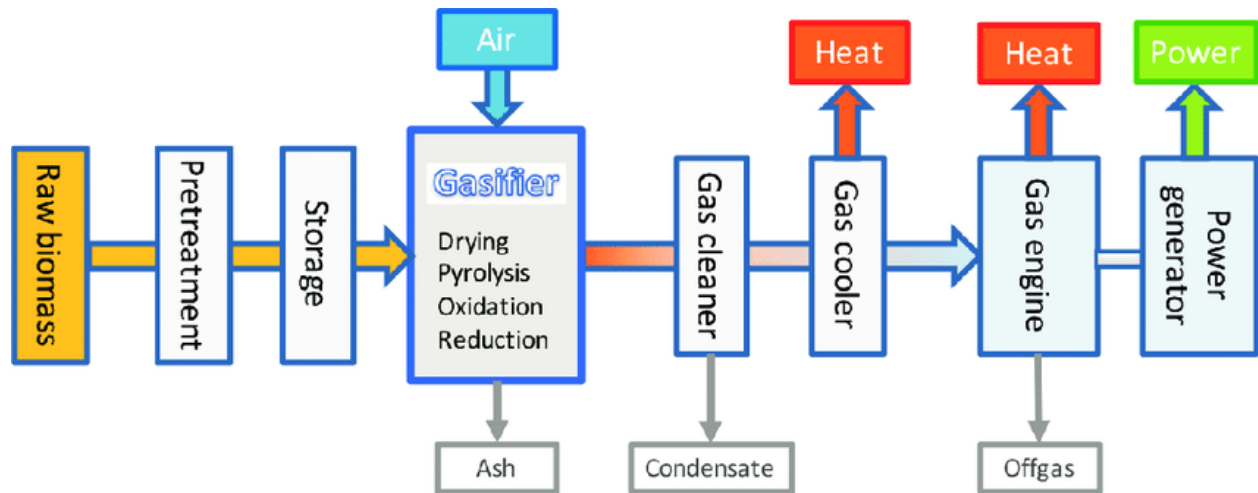 Air
Heat
Heat
Power
Raw biomass
Pretreatment
Storage
Gasifier
Drying
Pyrolysis
Oxidation
Reduction
Gas cleaner
Gas cooler
Gas engine
Power
generator
Ash
Condensate
Offgas